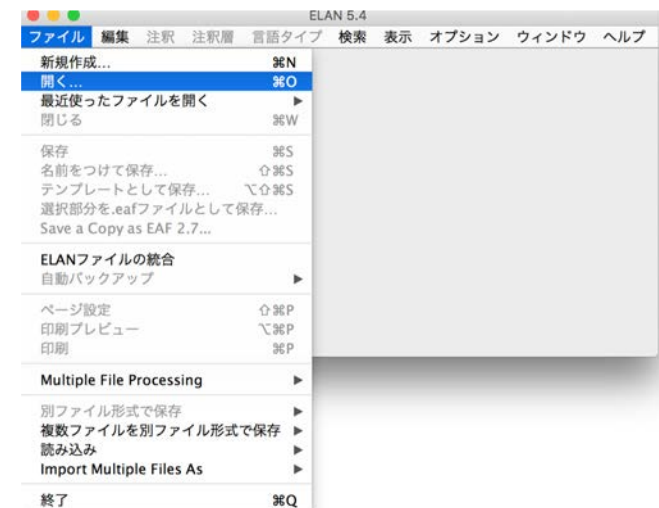 ELAN 5.4
ファイル 編集 注釈 注釈層 言語タイプ 検索 表示 オプション ウィンドウ ヘルプ
新規作成... ⌘N
開く... ⌘O
最近使ったファイルを開く ▶
閉じる ⌘W
保存 ⌘S
名前をつけて保存... ⇧⌘S
テンプレートとして保存... ⌥⇧⌘S
選択部分を.eafファイルとして保存...
Save a Copy as EAF 2.7...
ELANファイルの統合
自動バックアップ ▶
ページ設定 ⇧⌘P
印刷プレビュー ⌥⌘P
印刷 ⌘P
Multiple File Processing ▶
別ファイル形式で保存 ▶
複数ファイルを別ファイル形式で保存 ▶
読み込み ▶
Import Multiple Files As ▶
終了 ⌘Q